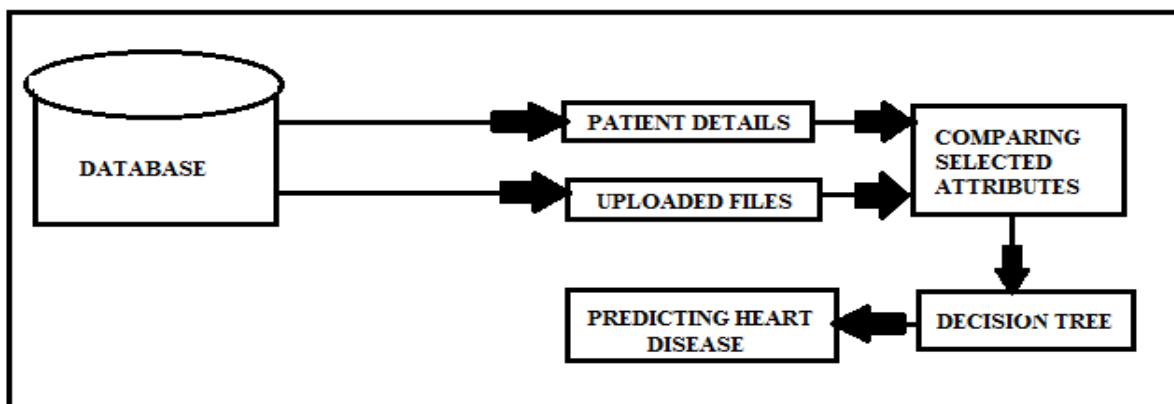 DATABASE
PATIENT DETAILS
UPLOADED FILES
COMPARING
SELECTED
ATTRIBUTES
DECISION TREE
PREDICTING HEART
DISEASE